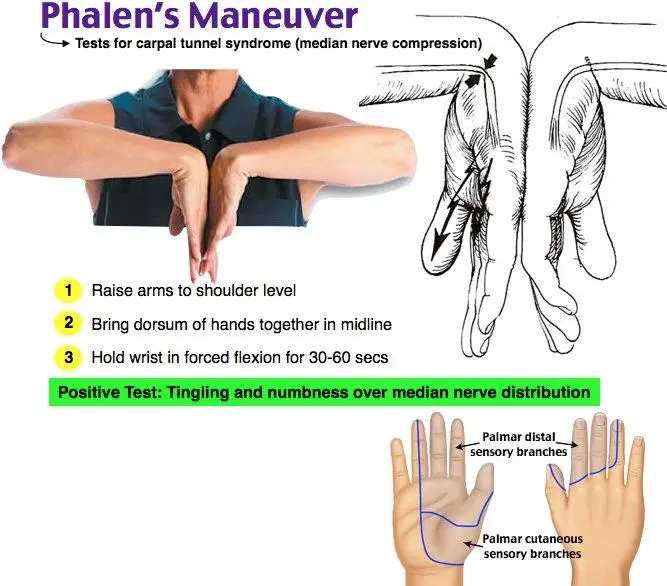 Phalen's Maneuver
Tests for carpal tunnel syndrome (median nerve compression)
1 Raise arms to shoulder level
2 Bring dorsum of hands together in midline
3 Hold wrist in forced flexion for 30-60 secs
Positive Test: Tingling and numbness over median nerve distribution
Palmar distal
sensory branches
Palmar cutaneous
sensory branches